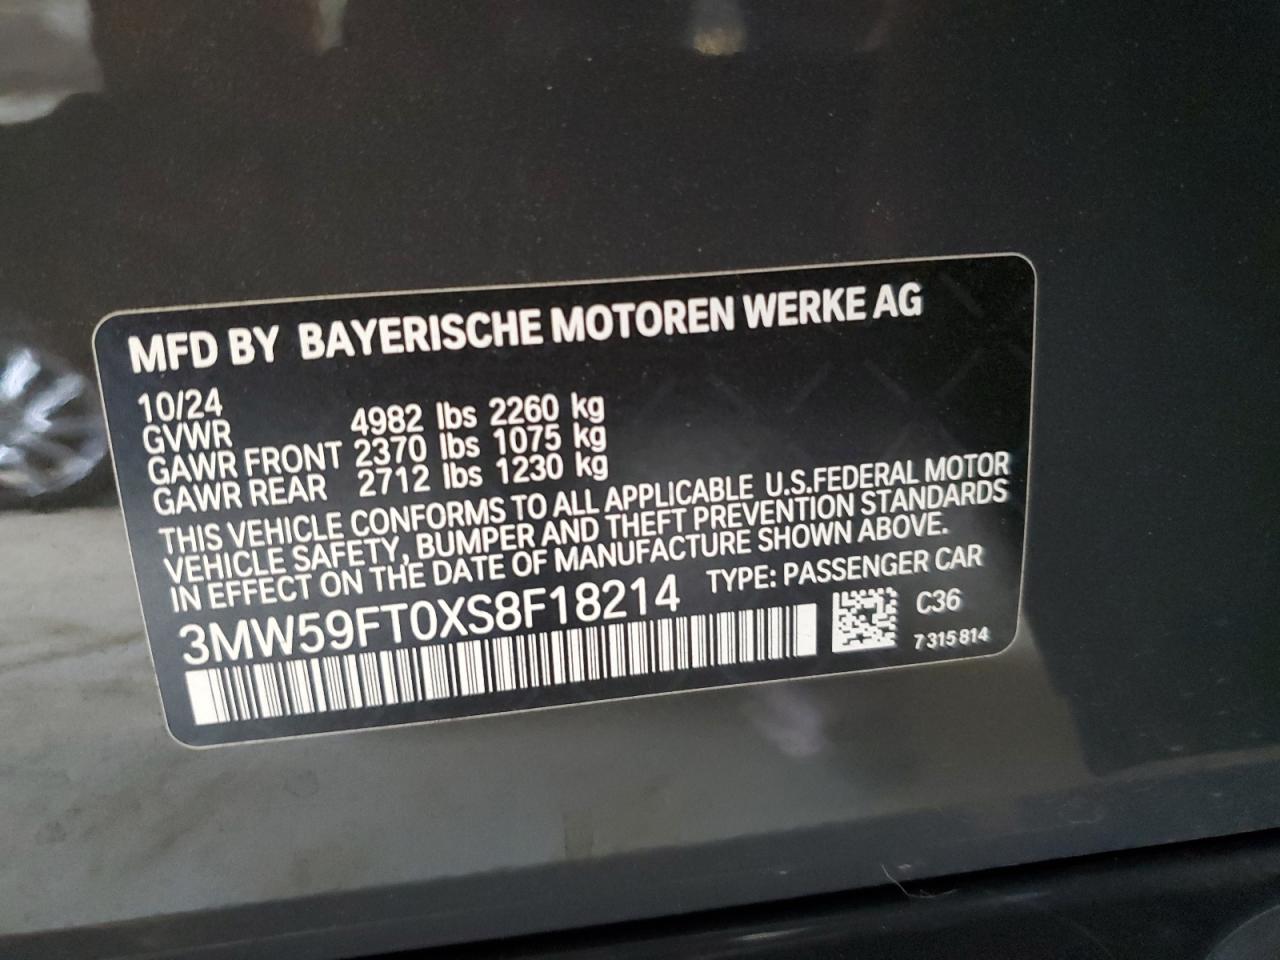 MFD BY BAYERISCHE MOTOREN WERKE AG
10/24
GVWR 4982 lbs 2260 kg
GAWR FRONT 2370 lbs 1075 kg
GAWR REAR 2712 lbs 1230 kg
THIS VEHICLE CONFORMS TO ALL APPLICABLE U.S.FEDERAL MOTOR
VEHICLE SAFETY, BUMPER AND THEFT PREVENTION STANDARDS
IN EFFECT ON THE DATE OF MANUFACTURE SHOWN ABOVE.
3MW59FT0XS8F18214 TYPE: PASSENGER CAR
C36
7 315 814